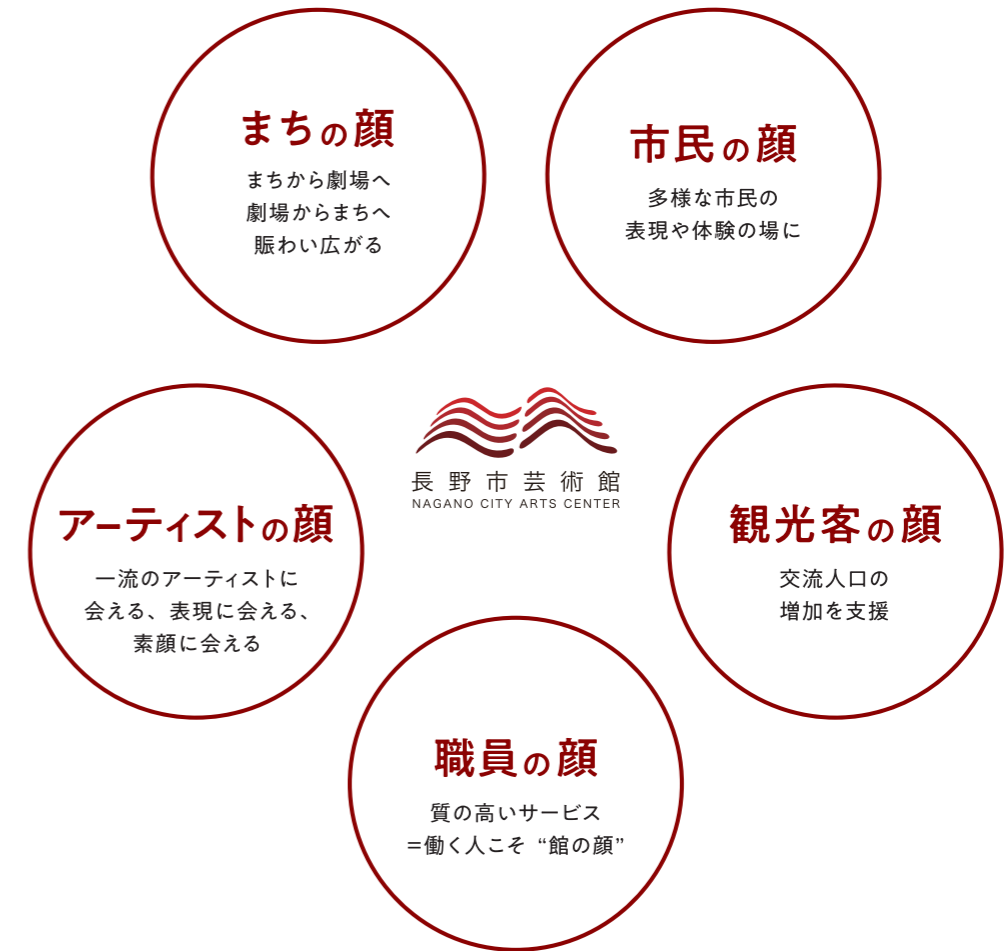 まちの顔
まちから劇場へ
劇場からまちへ
賑わい広がる
市民の顔
多様な市民の
表現や体験の場に
長野市芸術館
NAGANO CITY ARTS CENTER
アーティストの顔
一流のアーティストに
会える、表現に会える、
素顔に会える
観光客の顔
交流人口の
増加を支援
職員の顔
質の高いサービス
=働く人こそ “館の顔”